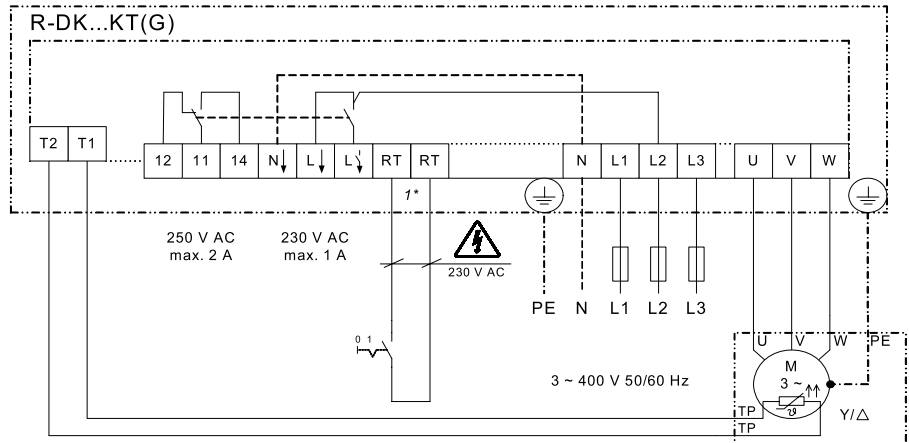 R-DK...KT(G)
T2 T1
12 11 14 N L L RT RT N L1 L2 L3 U V W
1*
250 V AC
max. 2 A
230 V AC
max. 1 A
230 V AC
PE N L1 L2 L3
0 1
U V W PE
3 ~ 400 V 50/60 Hz
M
3 ~
ϑ
TP
TP
Y/△